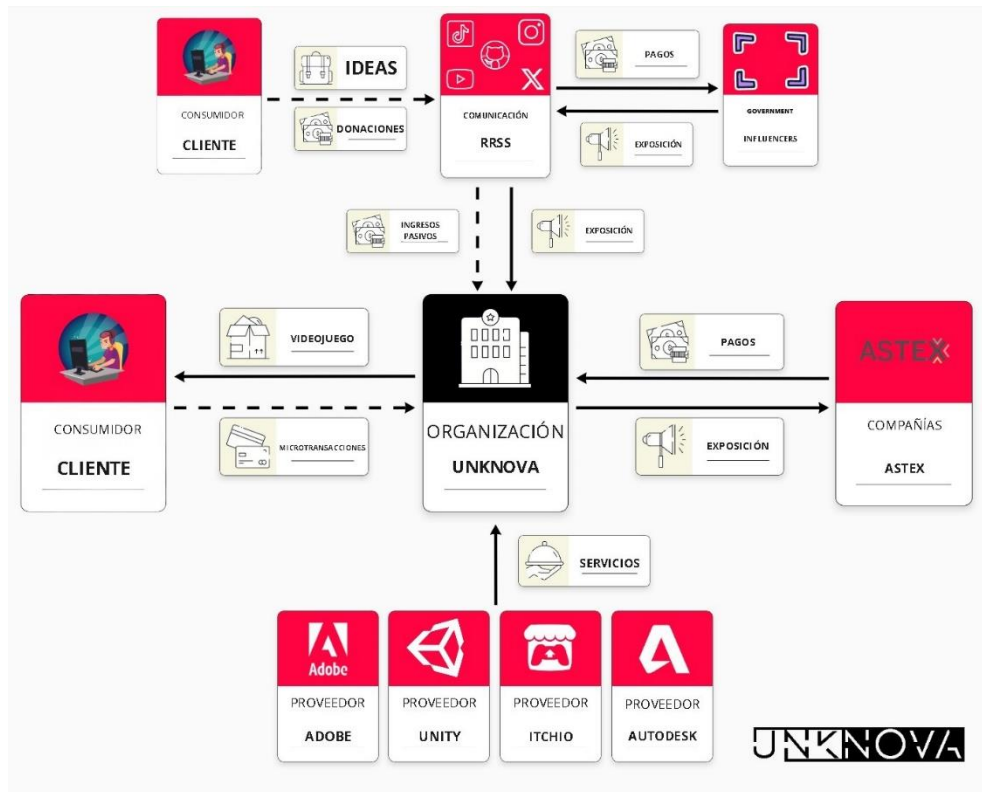 IDEAS
PAGOS
CONSUMIDOR
CLIENTE
DONACIONES
COMUNICACIÓN
RRSS
EXPOSICIÓN
GOVERNMENT
INFLUENCERS
INGRESOS
PASIVOS
EXPOSICIÓN
VIDEOJUEGO
PAGOS
ASTEX
CONSUMIDOR
CLIENTE
MICROTRANSACCIONES
ORGANIZACIÓN
UNKNOVA
EXPOSICIÓN
COMPAÑÍAS
ASTEX
SERVICIOS
Adobe
PROVEEDOR
ADOBE
PROVEEDOR
UNITY
PROVEEDOR
ITCHIO
PROVEEDOR
AUTODESK
UNKNOVA